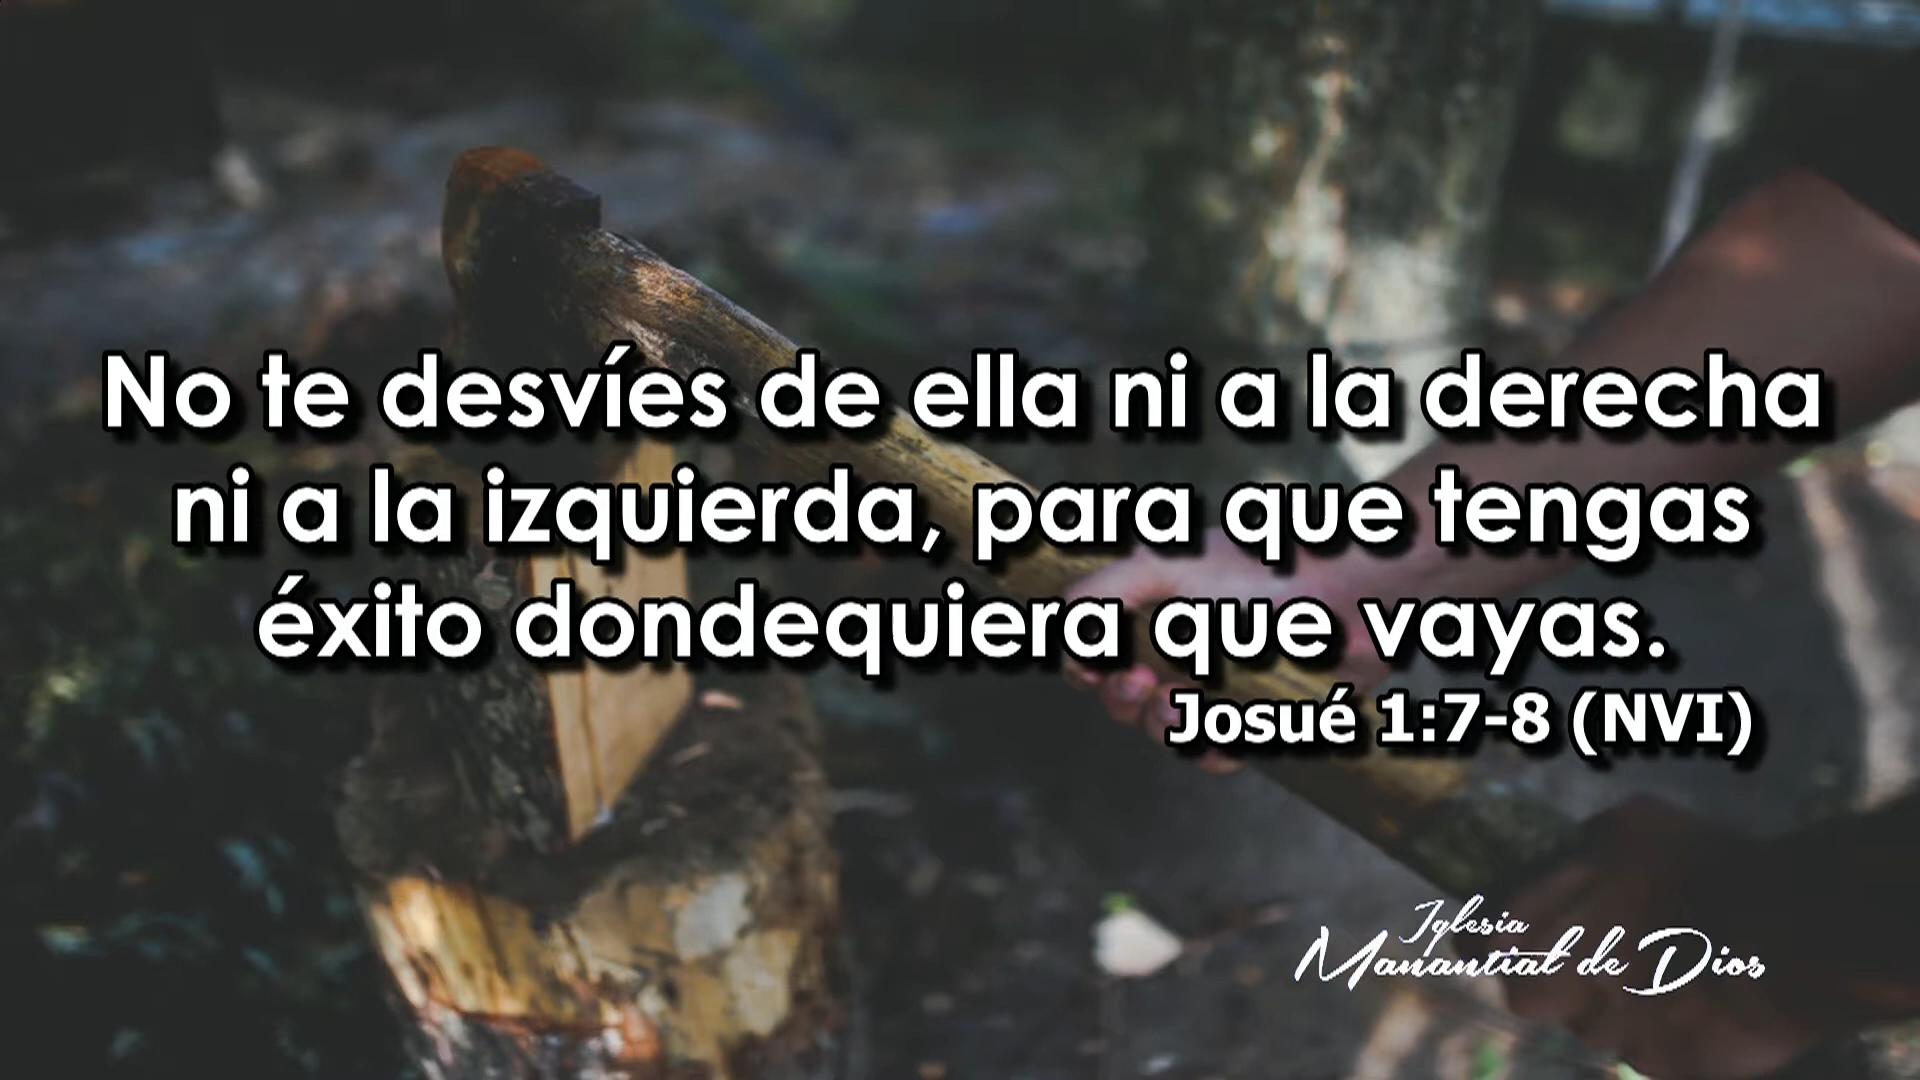 No te desvíes de ella ni a la derecha
ni a la izquierda, para que tengas
éxito dondequiera que vayas.
Josué 1:7-8 (NVI)
Iglesia
Manantial de Dios